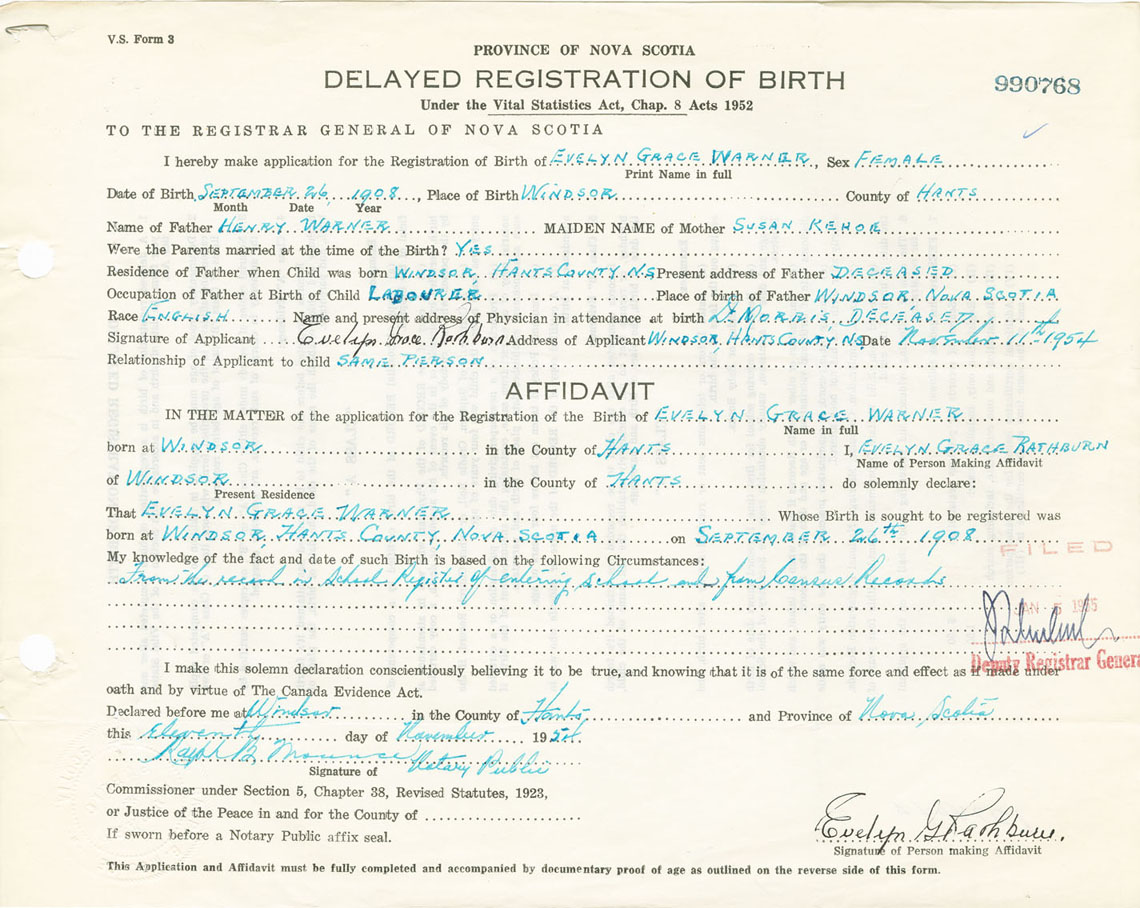 V.S. Form 3
PROVINCE OF NOVA SCOTIA
DELAYED REGISTRATION OF BIRTH
990768
Under the Vital Statistics Act, Chap. 8 Acts 1952
TO THE REGISTRAR GENERAL OF NOVA SCOTIA
I hereby make application for the Registration of Birth of EVELYN GRACE WARNER, Sex FEMALE
Print Name in full
Date of Birth SEPTEMBER 26, 1908, Place of Birth WINDSOR County of HANTS
Month Date Year
Name of Father HENRY WARNER MAIDEN NAME of Mother SUSAN KEHOE
Were the Parents married at the time of the Birth? YES
Residence of Father when Child was born WINDSOR, HANTS COUNTY NS Present address of Father DECEASED
Occupation of Father at Birth of Child LABOURER Place of birth of Father WINDSOR, NOVA SCOTIA
Race ENGLISH Name and present address of Physician in attendance at birth Dr MORRIS, DECEASED
Signature of Applicant Evelyn Grace Rathburn Address of Applicant WINDSOR, HANTS COUNTY NS Date November 11th 1954
Relationship of Applicant to child SAME PERSON
AFFIDAVIT
IN THE MATTER of the application for the Registration of the Birth of EVELYN GRACE WARNER
Name in full
born at WINDSOR in the County of HANTS I, EVELYN GRACE RATHBURN
Name of Person Making Affidavit
of WINDSOR in the County of HANTS do solemnly declare:
Present Residence
That EVELYN GRACE WARNER Whose Birth is sought to be registered was
born at WINDSOR, HANTS COUNTY, NOVA SCOTIA on SEPTEMBER 26th 1908
My knowledge of the fact and date of such Birth is based on the following Circumstances:
FILED
From the record in School Register of entering school and from Census Records
JAN 5 1955
Deputy Registrar General
I make this solemn declaration conscientiously believing it to be true, and knowing that it is of the same force and effect as if made under
oath and by virtue of The Canada Evidence Act.
Declared before me at Windsor in the County of Hants and Province of Nova Scotia
this Eleventh day of November 1954
Ralph B. Notary Public
Signature of
Commissioner under Section 5, Chapter 38, Revised Statutes, 1923,
or Justice of the Peace in and for the County of
If sworn before a Notary Public affix seal.
Evelyn G Rathburn.
Signature of Person making Affidavit
This Application and Affidavit must be fully completed and accompanied by documentary proof of age as outlined on the reverse side of this form.